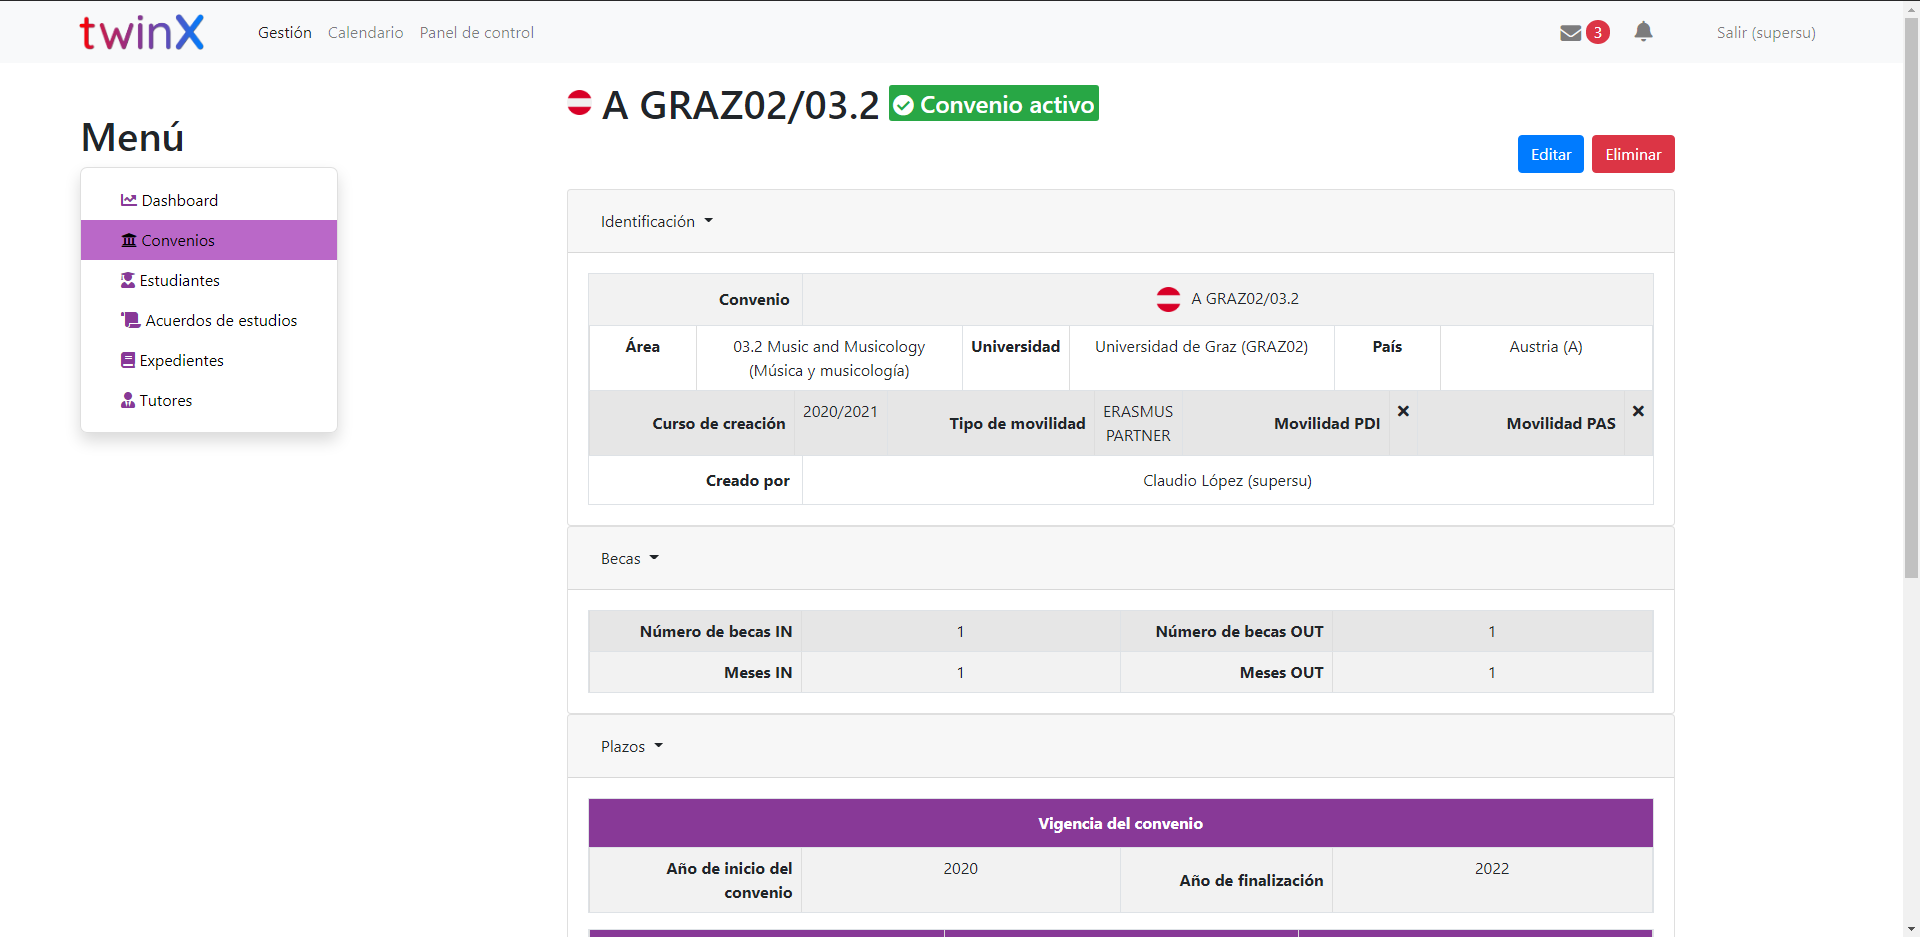 twinX
Gestión Calendario Panel de control
3
Salir (supersu)
Menú
Dashboard
Convenios
Estudiantes
Acuerdos de estudios
Expedientes
Tutores
A GRAZ02/03.2 Convenio activo
Editar Eliminar
Identificación
Convenio A GRAZ02/03.2
Área 03.2 Music and Musicology (Música y musicología) Universidad Universidad de Graz (GRAZ02) País Austria (A)
Curso de creación 2020/2021 Tipo de movilidad ERASMUS PARTNER Movilidad PDI Movilidad PAS
Creado por Claudio López (supersu)
Becas
Número de becas IN 1 Número de becas OUT 1
Meses IN 1 Meses OUT 1
Plazos
Vigencia del convenio
Año de inicio del convenio 2020 Año de finalización 2022